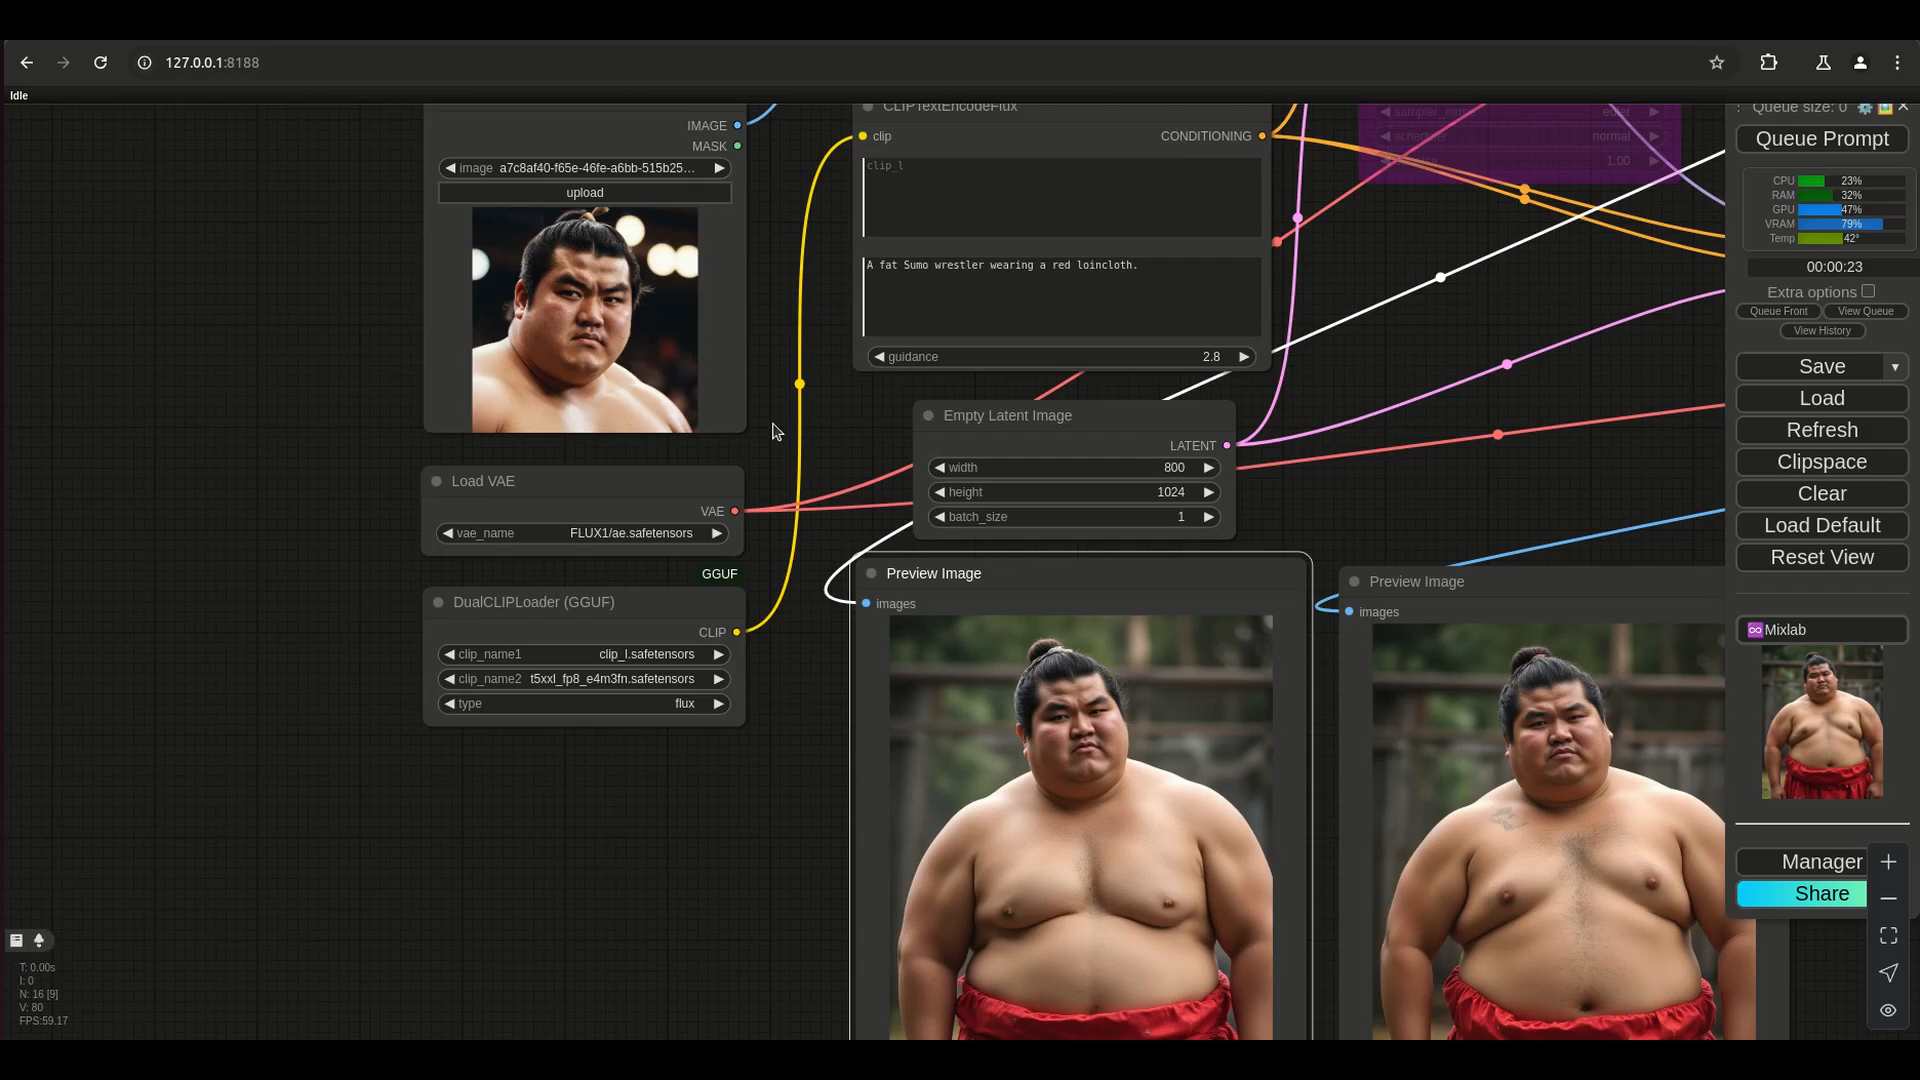 127.0.0.1:8188
Idle
IMAGE
MASK
image a7c8af40-f65e-46fe-a6bb-515b25...
upload
Load VAE
VAE
vae_name FLUX1/ae.safetensors
GGUF
DualCLIPLoader (GGUF)
CLIP
clip_name1 clip_l.safetensors
clip_name2 t5xxl_fp8_e4m3fn.safetensors
type flux
CLIPTextEncodeFlux
clip CONDITIONING
clip_l
A fat Sumo wrestler wearing a red loincloth.
guidance 2.8
Empty Latent Image
LATENT
width 800
height 1024
batch_size 1
Preview Image
images
Preview Image
images
euler
normal
1.00
Queue size: 0
Queue Prompt
CPU 23%
RAM 32%
GPU 47%
VRAM 79%
Temp 42°
00:00:23
Extra options
Queue Front View Queue
View History
Save
Load
Refresh
Clipspace
Clear
Load Default
Reset View
Mixlab
Manager
Share
T: 0.00s
I: 0
N: 16 [9]
V: 80
FPS:59.17